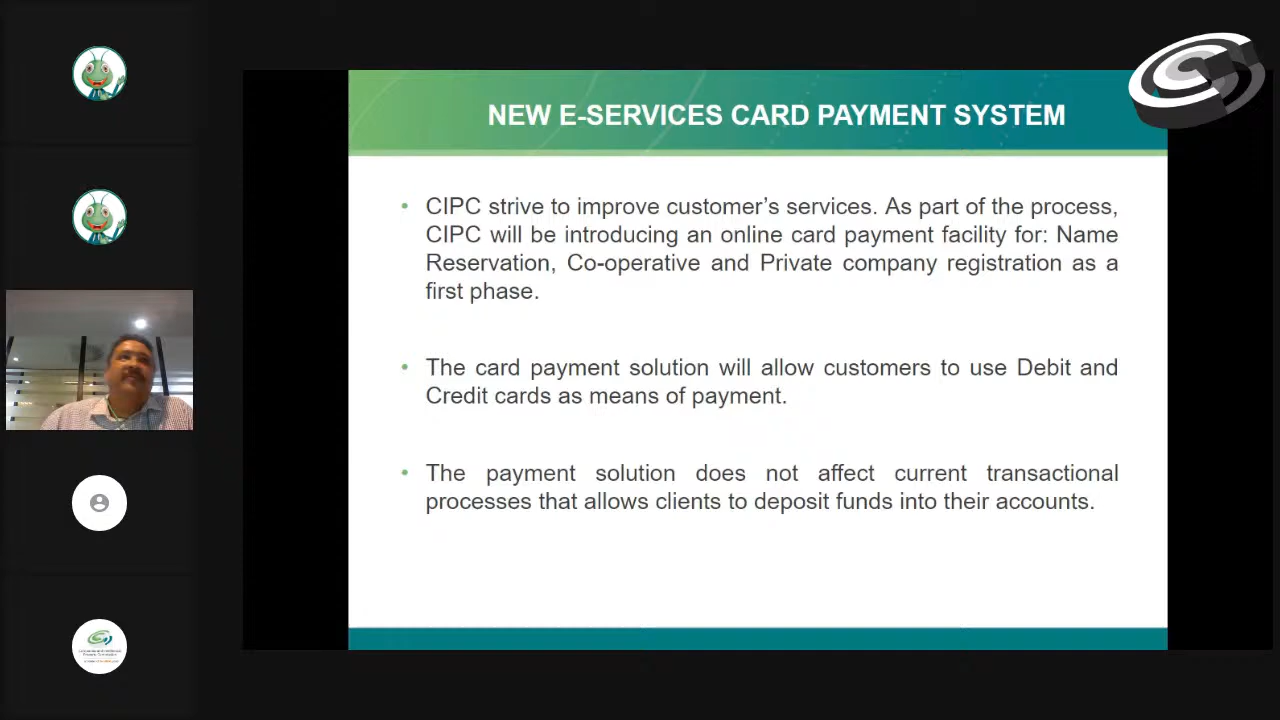 NEW E-SERVICES CARD PAYMENT SYSTEM
• CIPC strive to improve customer’s services. As part of the process,
CIPC will be introducing an online card payment facility for: Name
Reservation, Co-operative and Private company registration as a
first phase.
• The card payment solution will allow customers to use Debit and
Credit cards as means of payment.
• The payment solution does not affect current transactional
processes that allows clients to deposit funds into their accounts.